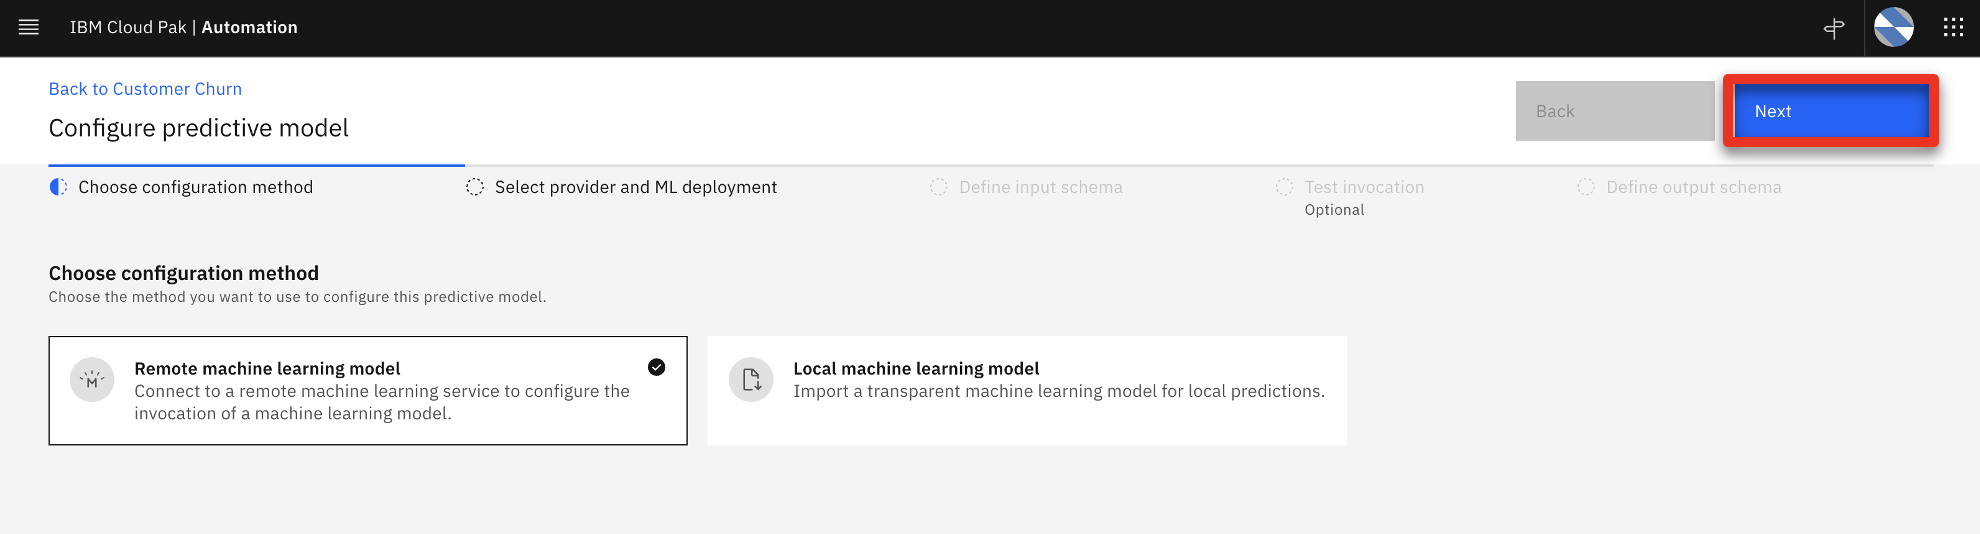 IBM Cloud Pak | Automation
Back to Customer Churn
Configure predictive model
Back
Next
Choose configuration method
Select provider and ML deployment
Define input schema
Test invocation
Optional
Define output schema
Choose configuration method
Choose the method you want to use to configure this predictive model.
Remote machine learning model
Connect to a remote machine learning service to configure the
invocation of a machine learning model.
Local machine learning model
Import a transparent machine learning model for local predictions.